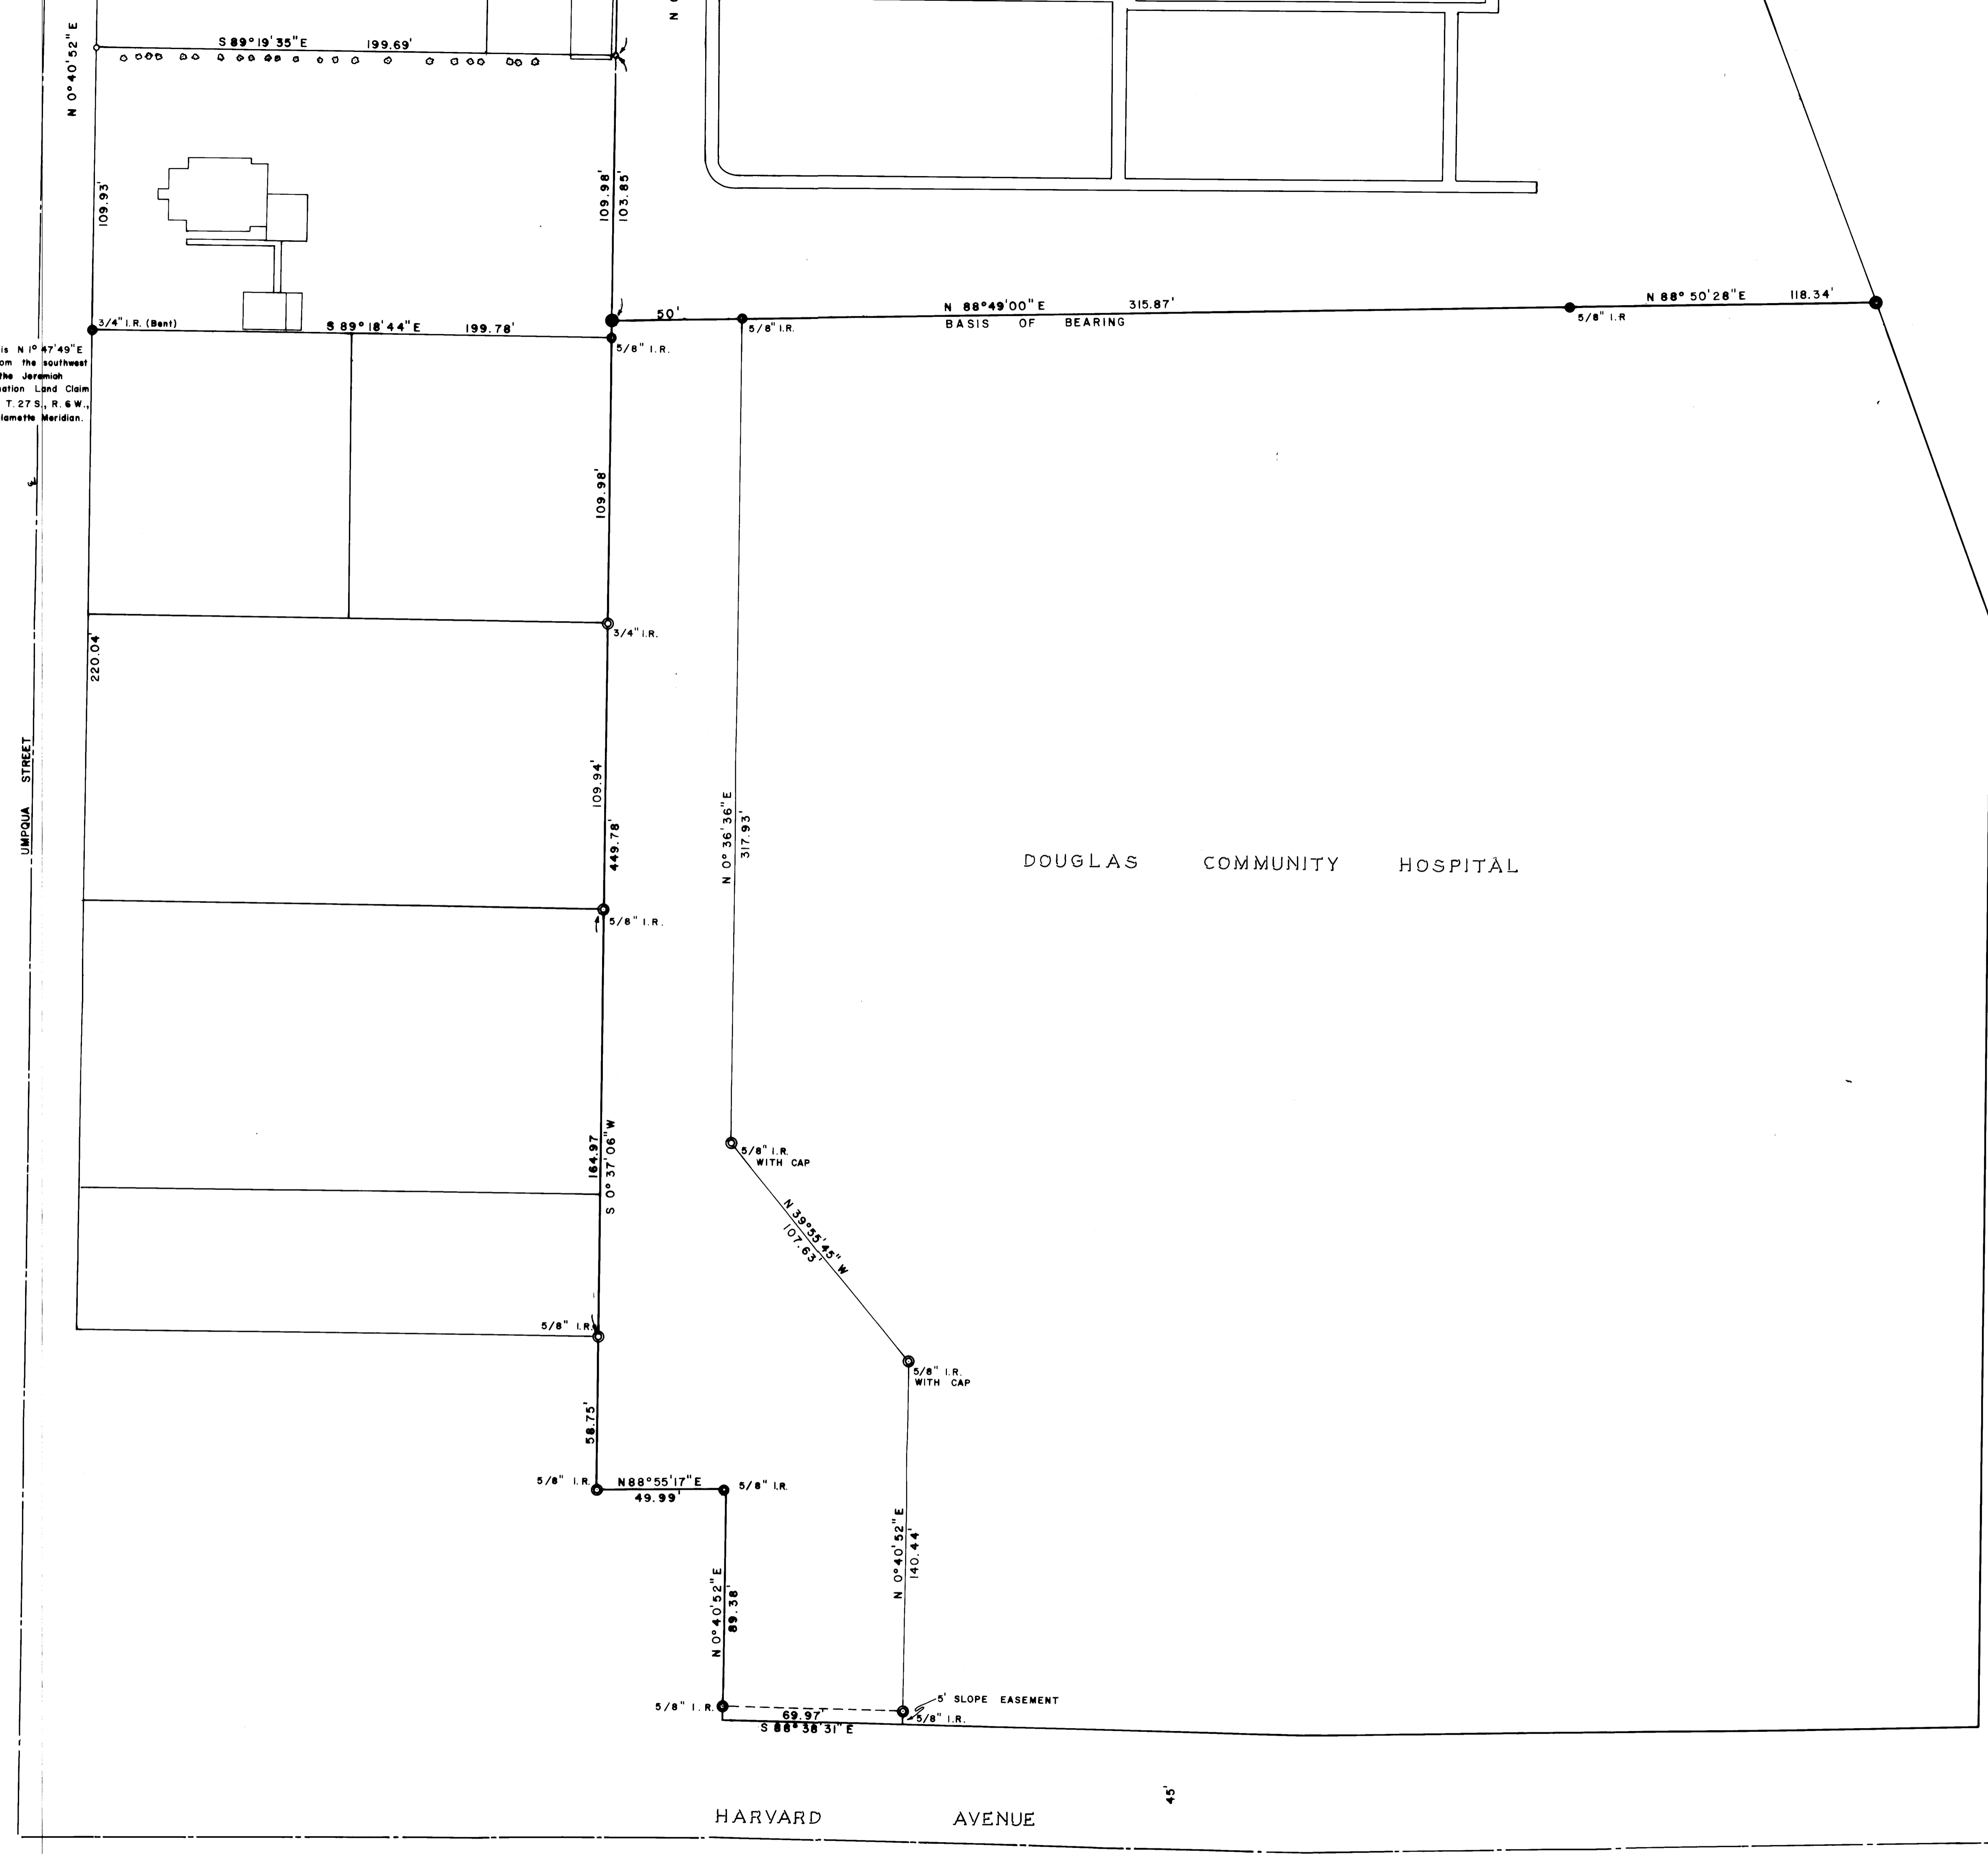 N 0°40'52"E
S 89°19'35"E 199.69'
N
109.93'
109.98'
103.85'
3/4" I.R. (Bent)
S 89°18'44"E 199.78'
50'
5/8" I.R.
N 88°49'00"E 315.87'
BASIS OF BEARING
5/8" I.R
N 88°50'28"E 118.34'
5/8" I.R.
is N 1°47'49"E
om the southwest
the Jeremiah
ation Land Claim
T. 27 S., R. 6 W.,
lamette Meridian.
109.98'
3/4" I.R.
220.04'
UMPQUA STREET
109.94'
449.78'
5/8" I.R.
N 0°36'36"E
317.93'
DOUGLAS COMMUNITY HOSPITAL
164.97
S 0°37'06"W
5/8" I.R.
WITH CAP
N 39°55'45" W
107.63'
5/8" I.R.
5/8" I.R.
WITH CAP
58.75'
5/8" I.R.
N88°55'17"E
49.99'
5/8" I.R.
N 0°40'52"E
89.38'
N 0°40'52"E
140.44'
5/8" I.R.
5' SLOPE EASEMENT
5/8" I.R.
69.97'
S 88°38'31"E
45'
HARVARD AVENUE